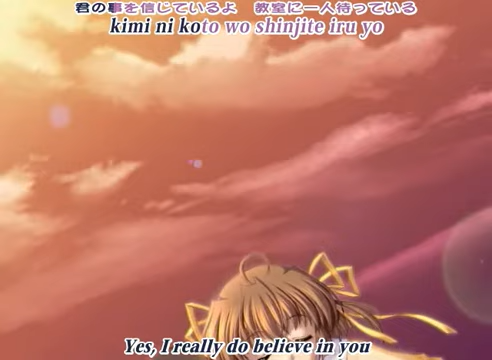 君の事を信じているよ　教室に一人待っている
kimi ni koto wo shinjite iru yo
Yes, I really do believe in you